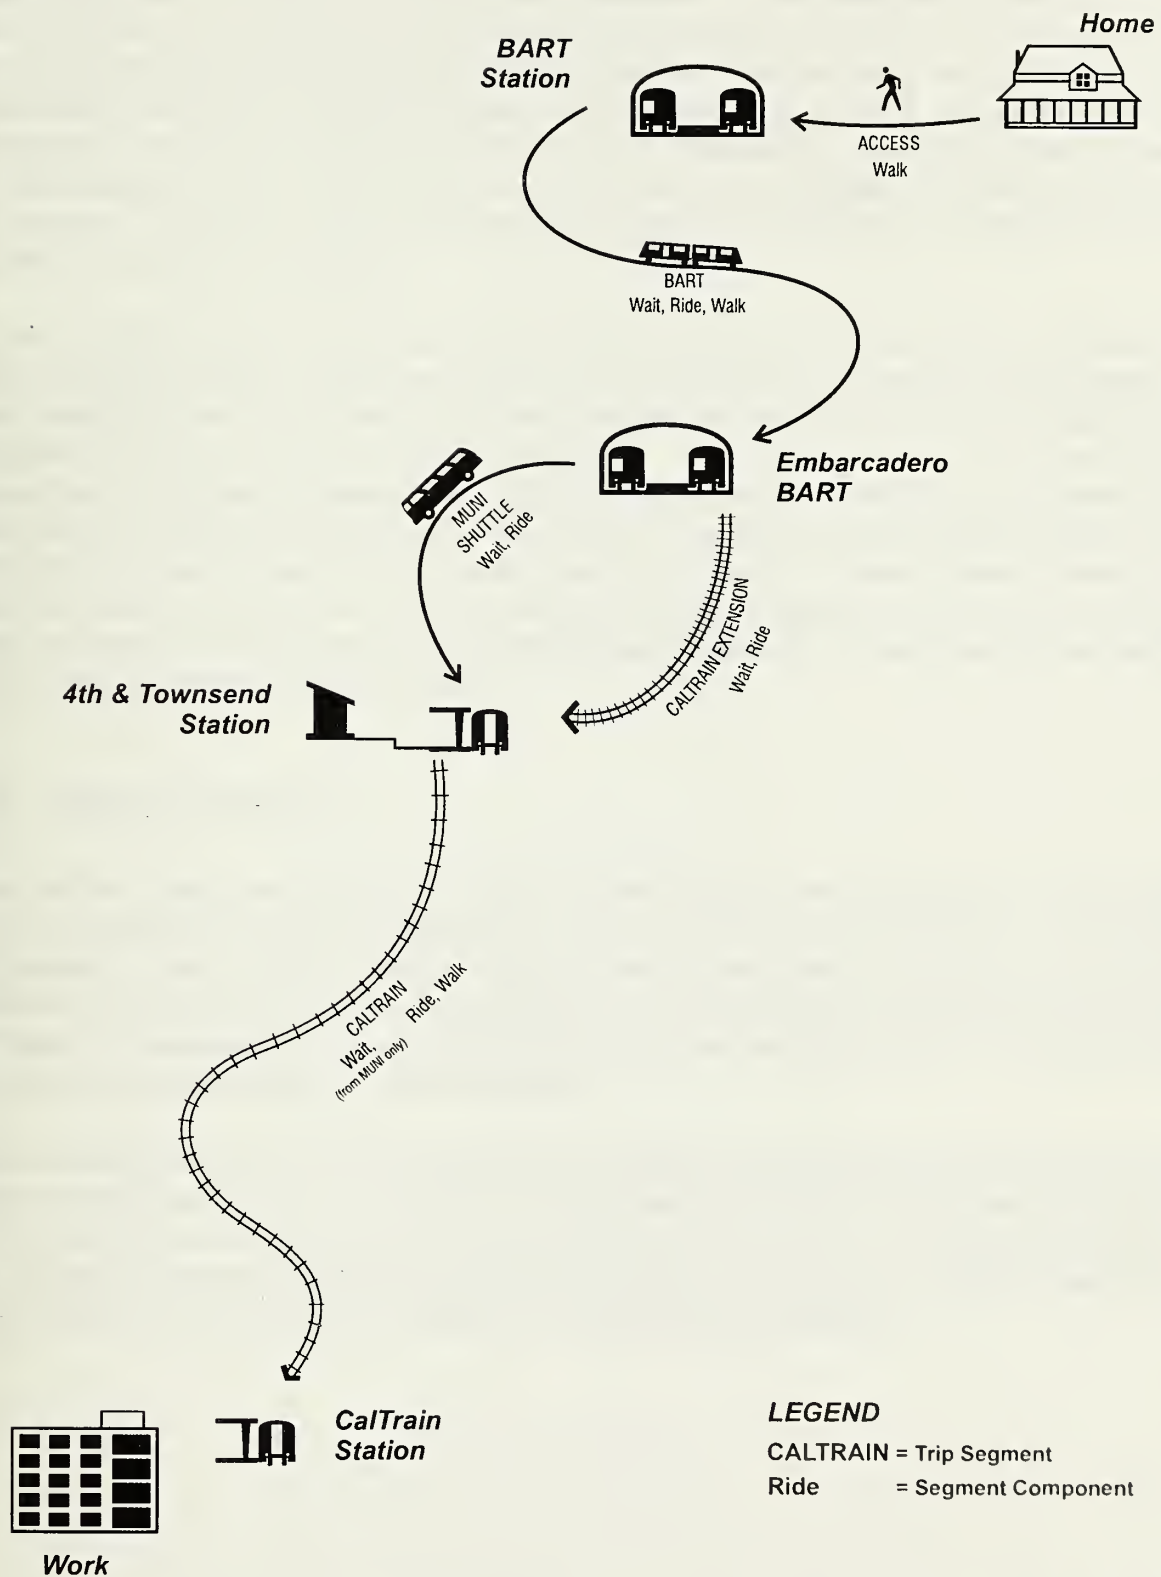 Home
BART
Station
ACCESS
Walk
BART
Wait, Ride, Walk
Embarcadero
BART
MUNI
SHUTTLE
Wait, Ride
CALTRAIN EXTENSION
Wait, Ride
4th & Townsend
Station
CALTRAIN
Wait, Ride, Walk
(from MUNI only)
CalTrain
Station
Work
LEGEND
CALTRAIN = Trip Segment
Ride = Segment Component